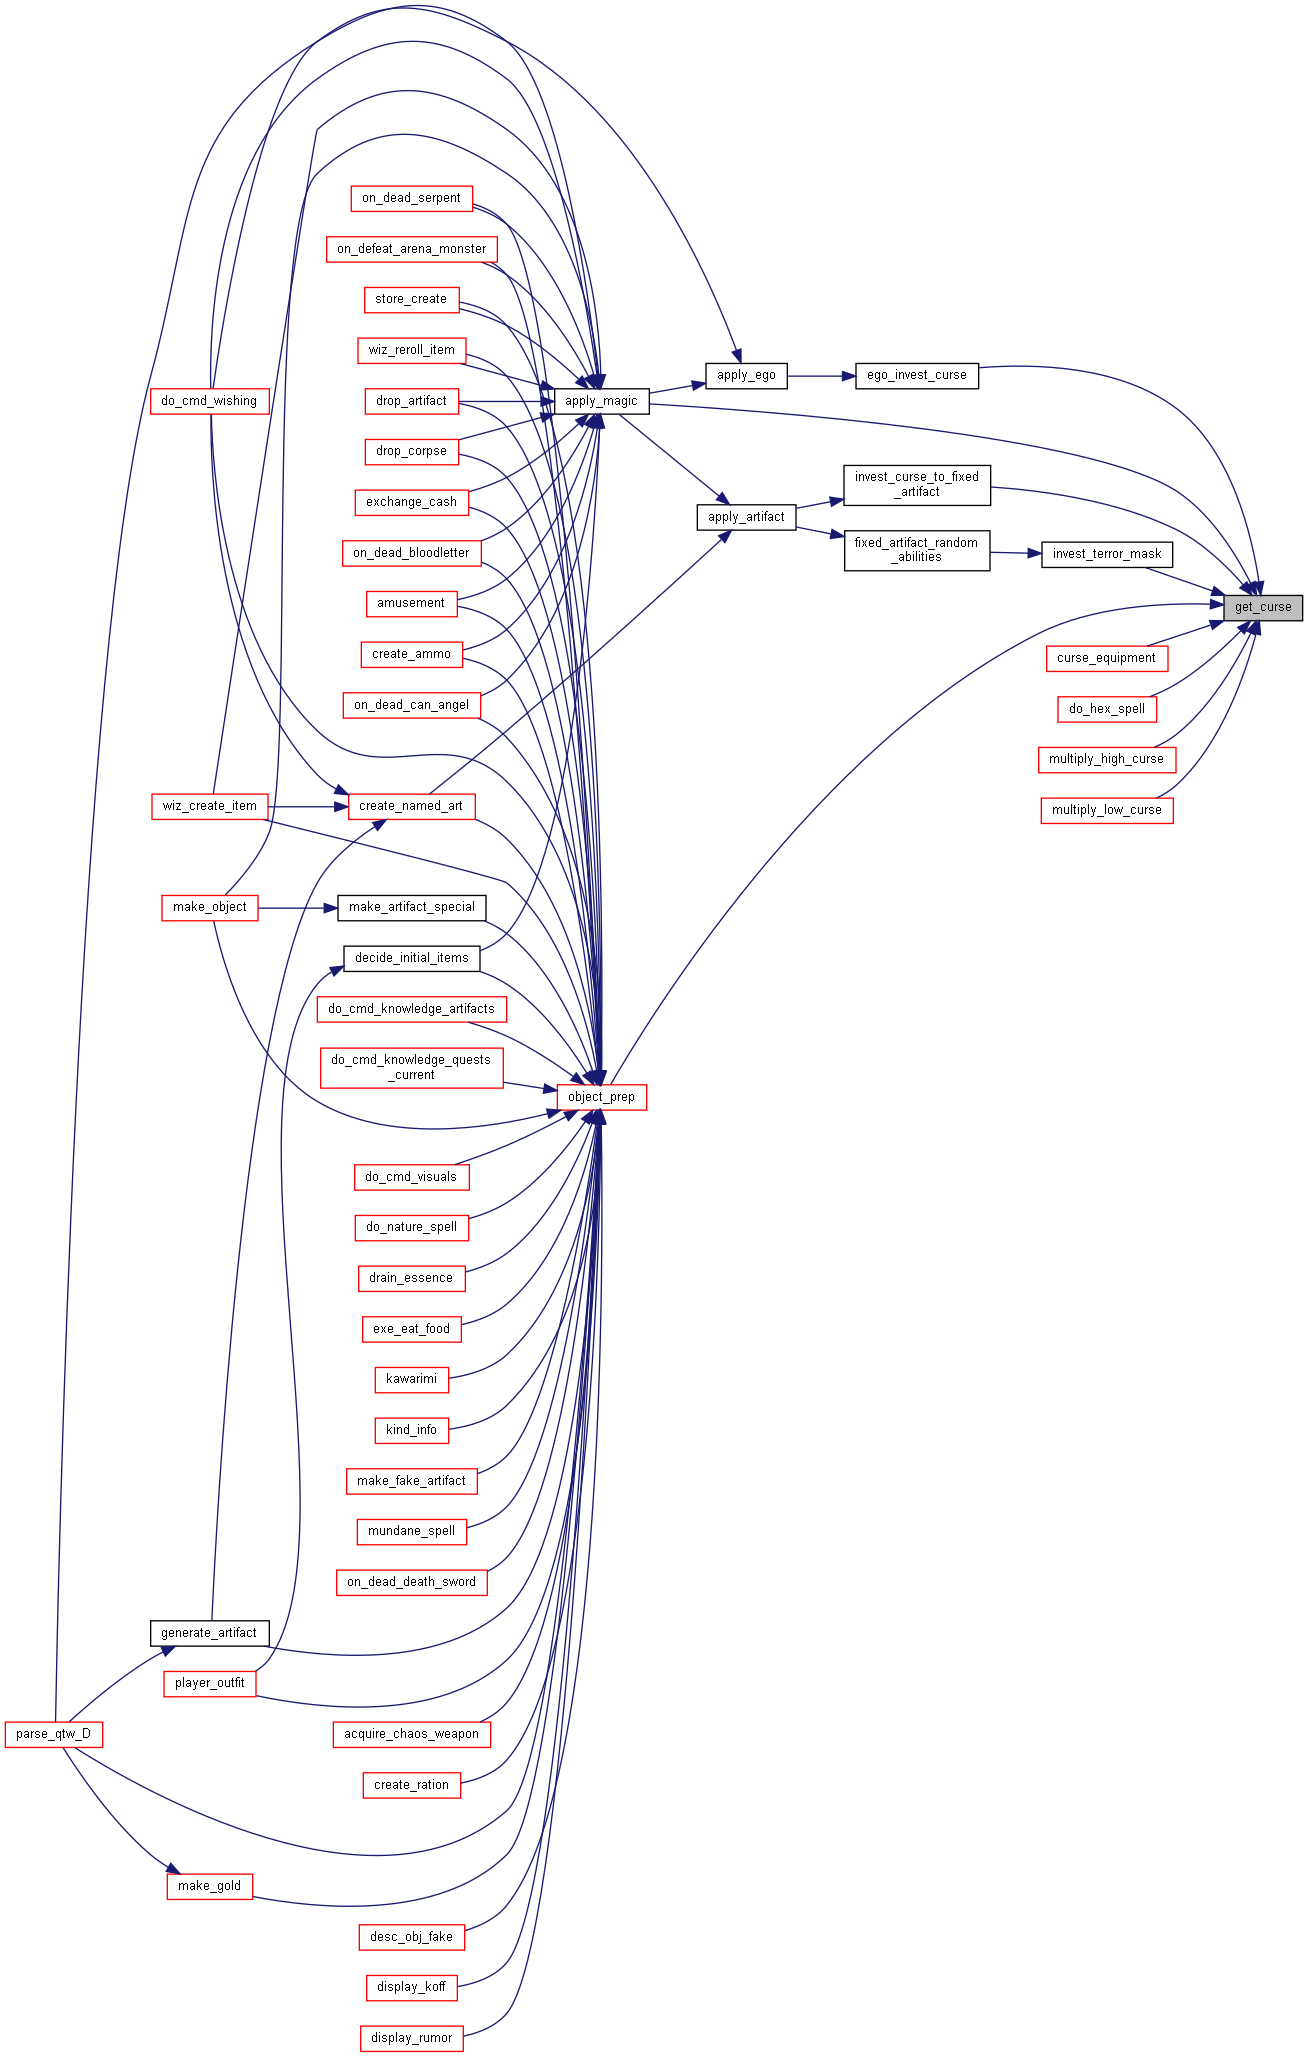 on_dead_serpent
on_defeat_arena_monster
store_create
wiz_reroll_item
apply_ego
ego_invest_curse
do_cmd_wishing
drop_artifact
apply_magic
drop_corpse
invest_curse_to_fixed
_artifact
exchange_cash
apply_artifact
on_dead_bloodletter
fixed_artifact_random
_abilities
invest_terror_mask
amusement
get_curse
create_ammo
curse_equipment
on_dead_can_angel
do_hex_spell
multiply_high_curse
wiz_create_item
create_named_art
multiply_low_curse
make_object
make_artifact_special
decide_initial_items
do_cmd_knowledge_artifacts
do_cmd_knowledge_quests
_current
object_prep
do_cmd_visuals
do_nature_spell
drain_essence
exe_eat_food
kawarimi
kind_info
make_fake_artifact
mundane_spell
on_dead_death_sword
generate_artifact
player_outfit
parse_qtw_D
acquire_chaos_weapon
create_ration
make_gold
desc_obj_fake
display_koff
display_rumor